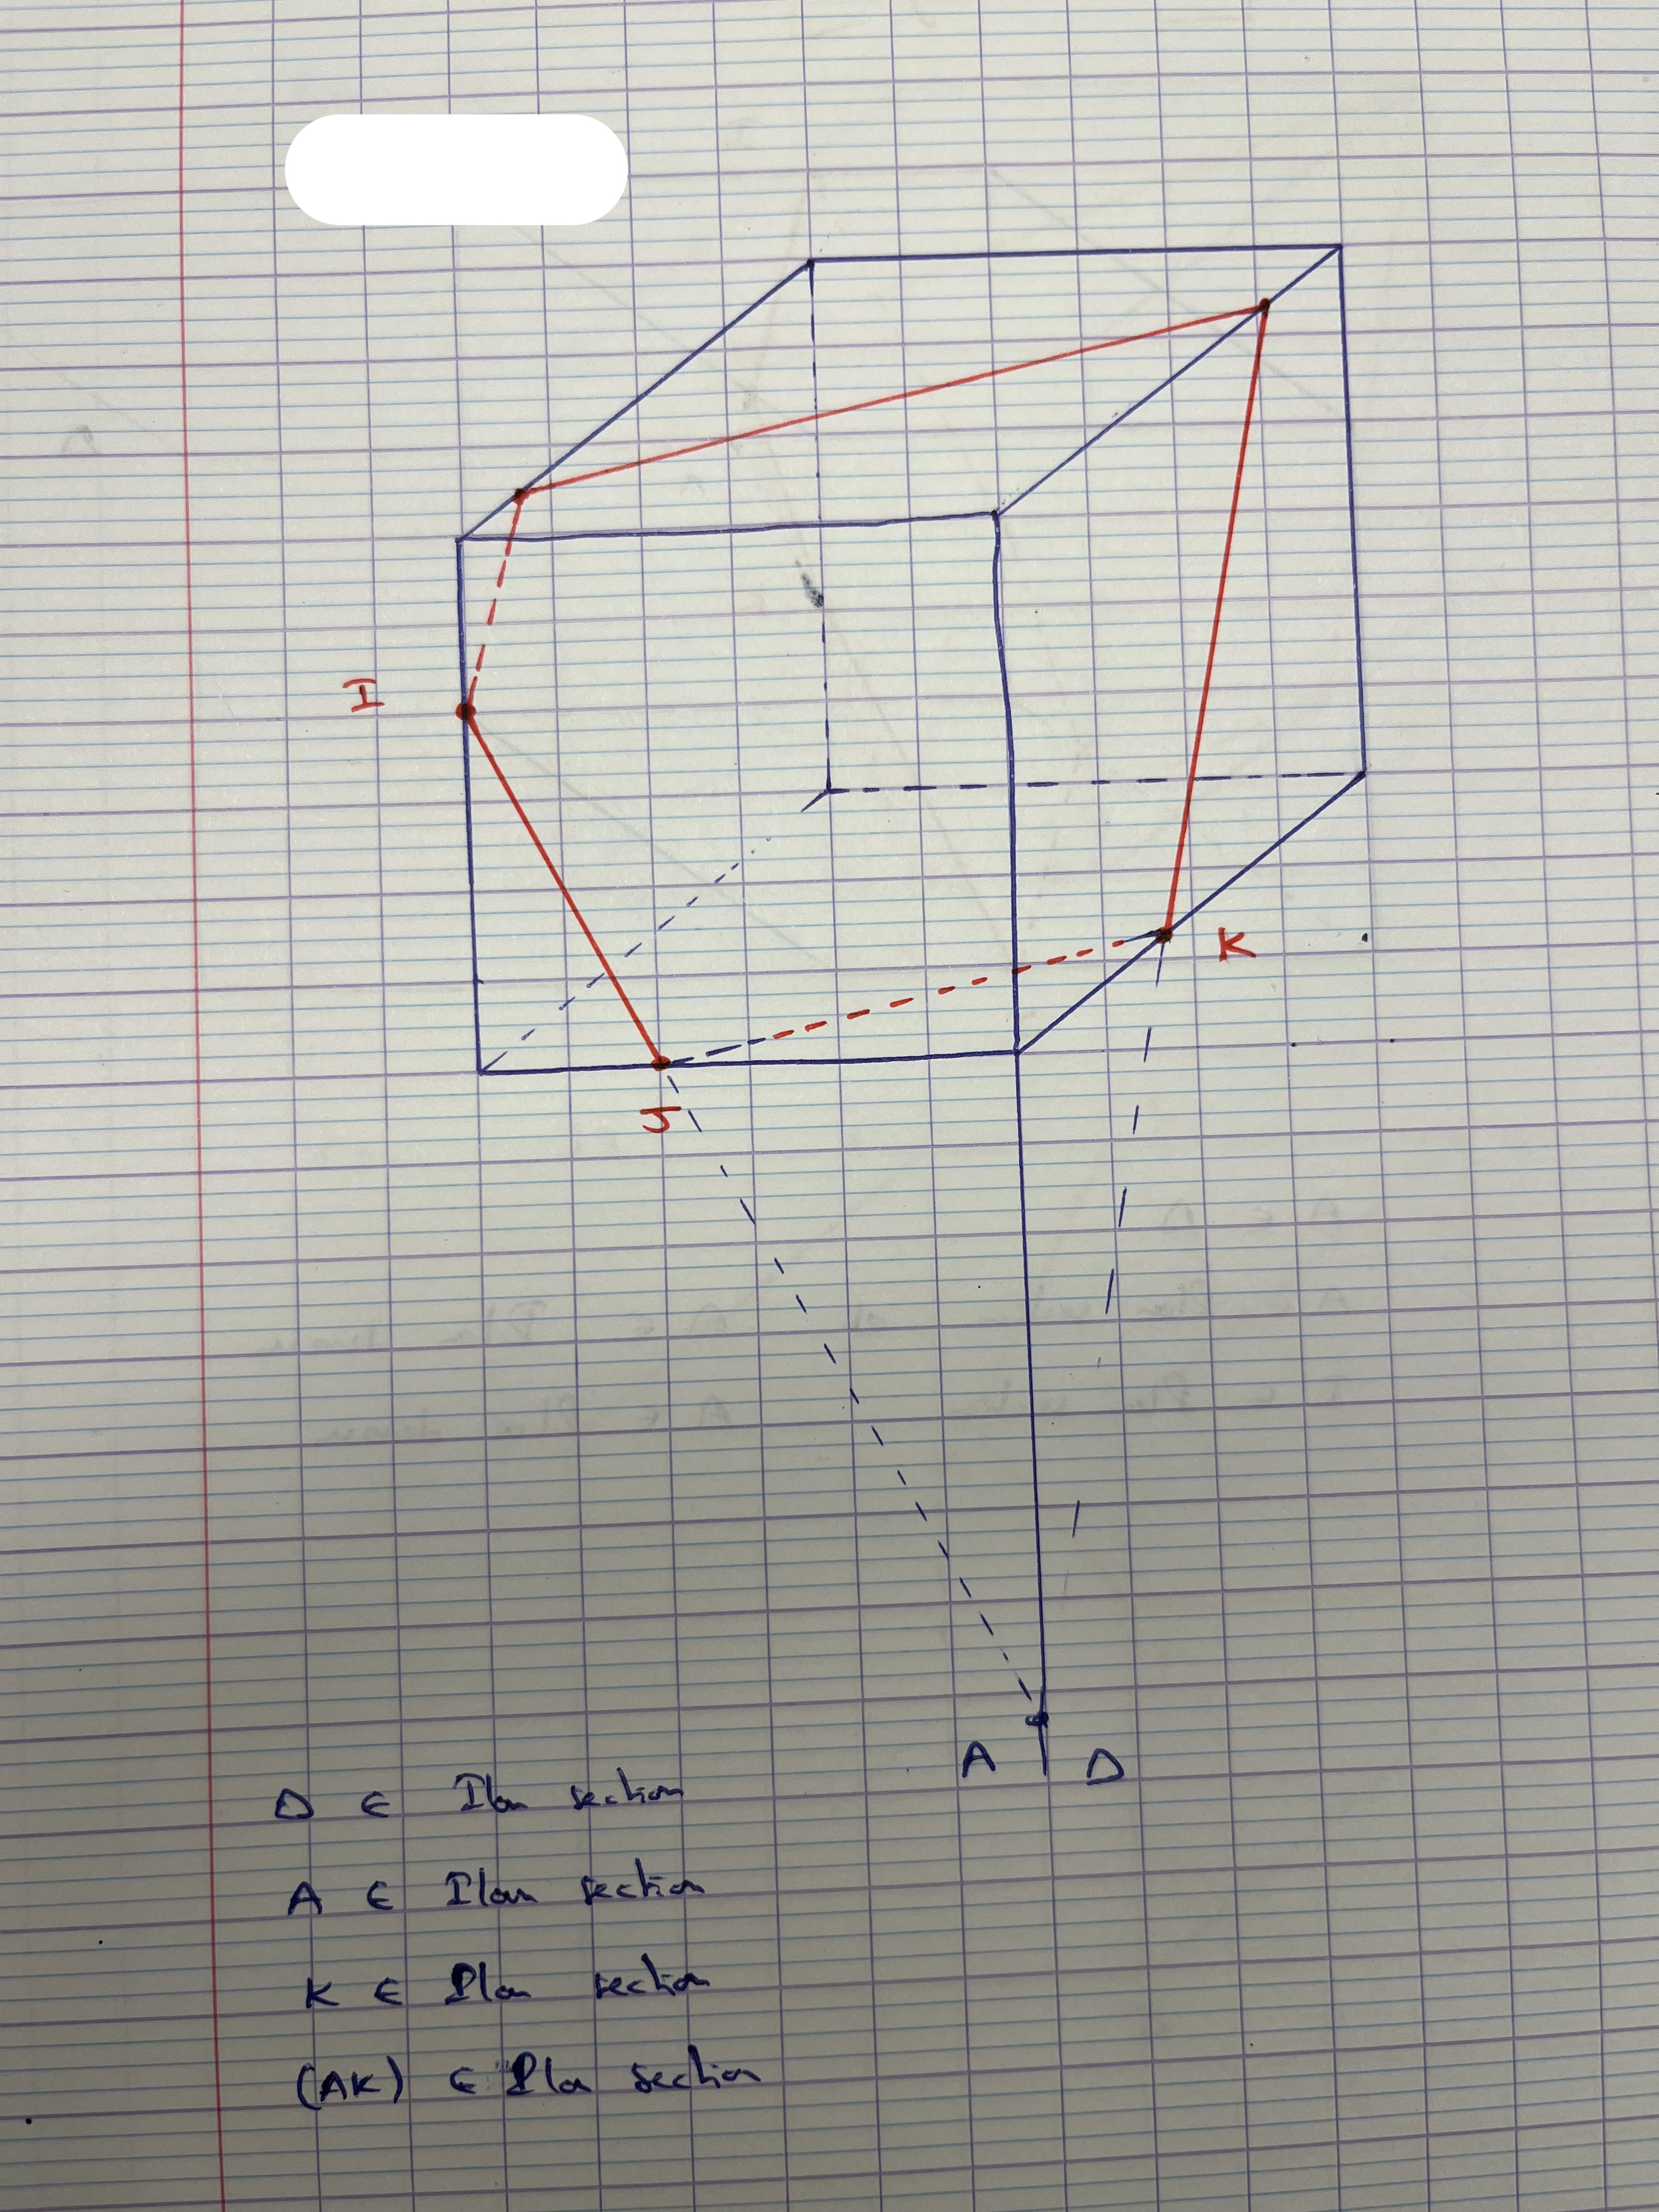 I
K
J
A D
D ∈ Plan section
A ∈ Plan section
K ∈ Plan section
(AK) ∈ Plan section